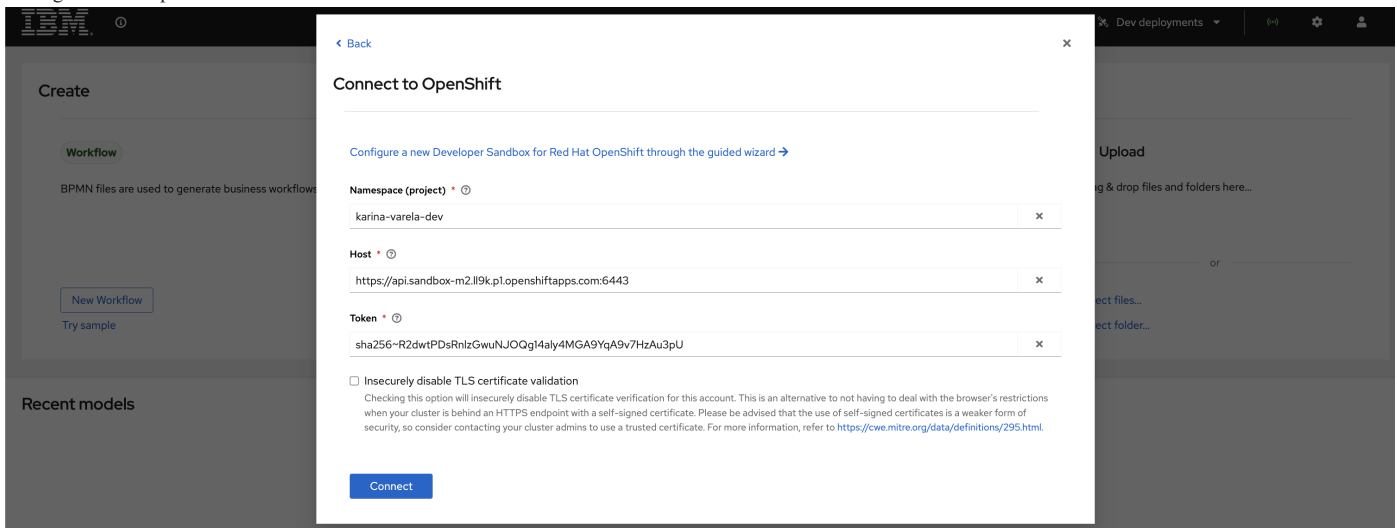 IBM
Dev deployments
Back
Connect to OpenShift
Create
Configure a new Developer Sandbox for Red Hat OpenShift through the guided wizard
Workflow
Upload
BPMN files are used to generate business workflows
g & drop files and folders here...
Namespace (project) *
karina-varela-dev
Host *
or
https://api.sandbox-m2.ll9k.p1.openshiftapps.com:6443
New Workflow
ect files...
Token *
Try sample
ect folder...
sha256~R2dwtPDsRnlzGwuNJOQg14aly4MGA9YqA9v7HzAu3pU
Insecurely disable TLS certificate validation
Checking this option will insecurely disable TLS certificate verification for this account. This is an alternative to not having to deal with the browser's restrictions
when your cluster is behind an HTTPS endpoint with a self-signed certificate. Please be advised that the use of self-signed certificates is a weaker form of
security, so consider contacting your cluster admins to use a trusted certificate. For more information, refer to https://cwe.mitre.org/data/definitions/295.html.
Recent models
Connect